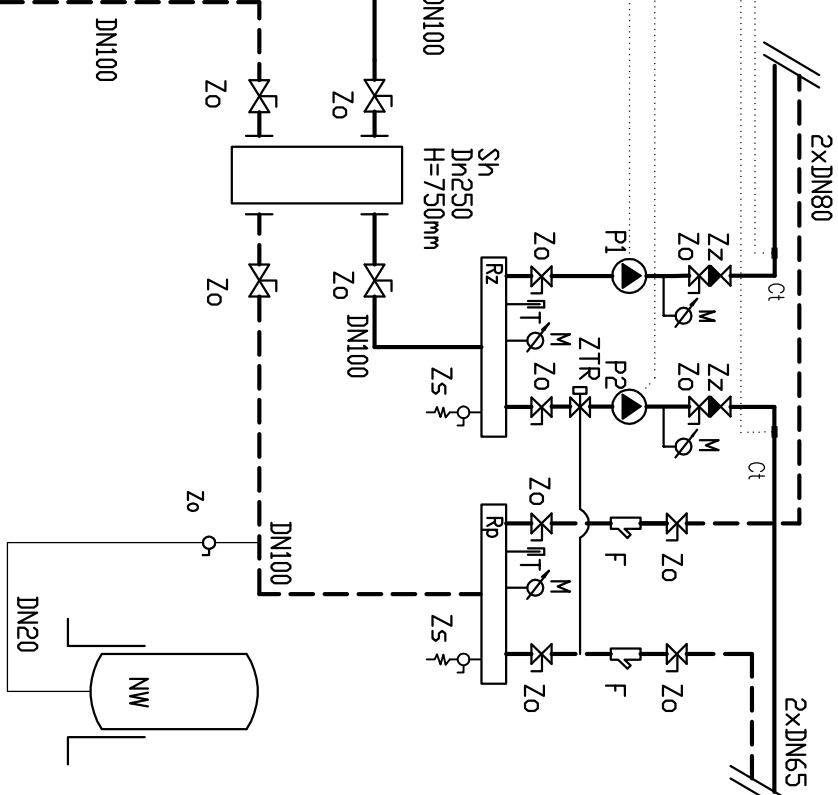 DN100
DN100
2xDN80
Zo
Zo
Sh
Dn250
H=750mm
Zo
P1
Zo
Zz
Rz
Ct
T
M
M
Zo
Zo
DN100
ZTR
Zs
Zo
P2
Zo
Zz
M
Ct
Zo
Zo
Rp
DN100
T
M
F
Zo
DN20
Zs
NW
Zo
F
Zo
2xDN65